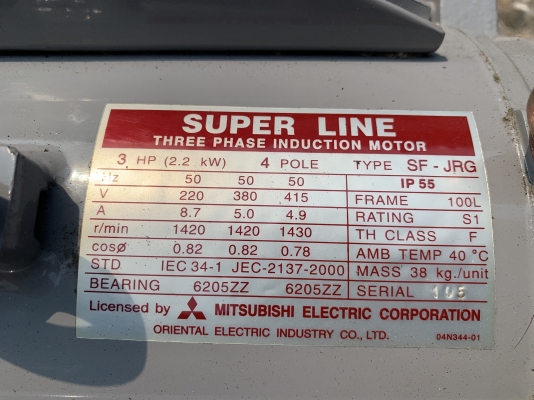 SUPER LINE
THREE PHASE INDUCTION MOTOR
3 HP (2.2 kW) 4 POLE TYPE SF - JRG
Hz 50 50 50 IP 55
V 220 380 415 FRAME 100L
A 8.7 5.0 4.9 RATING S1
r/min 1420 1420 1430 TH CLASS F
cosø 0.82 0.82 0.78 AMB TEMP 40 °C
STD IEC 34-1 JEC-2137-2000 MASS 38 kg./unit
BEARING 6205ZZ 6205ZZ SERIAL 105
Licensed by MITSUBISHI ELECTRIC CORPORATION
ORIENTAL ELECTRIC INDUSTRY CO., LTD. 04N344-01